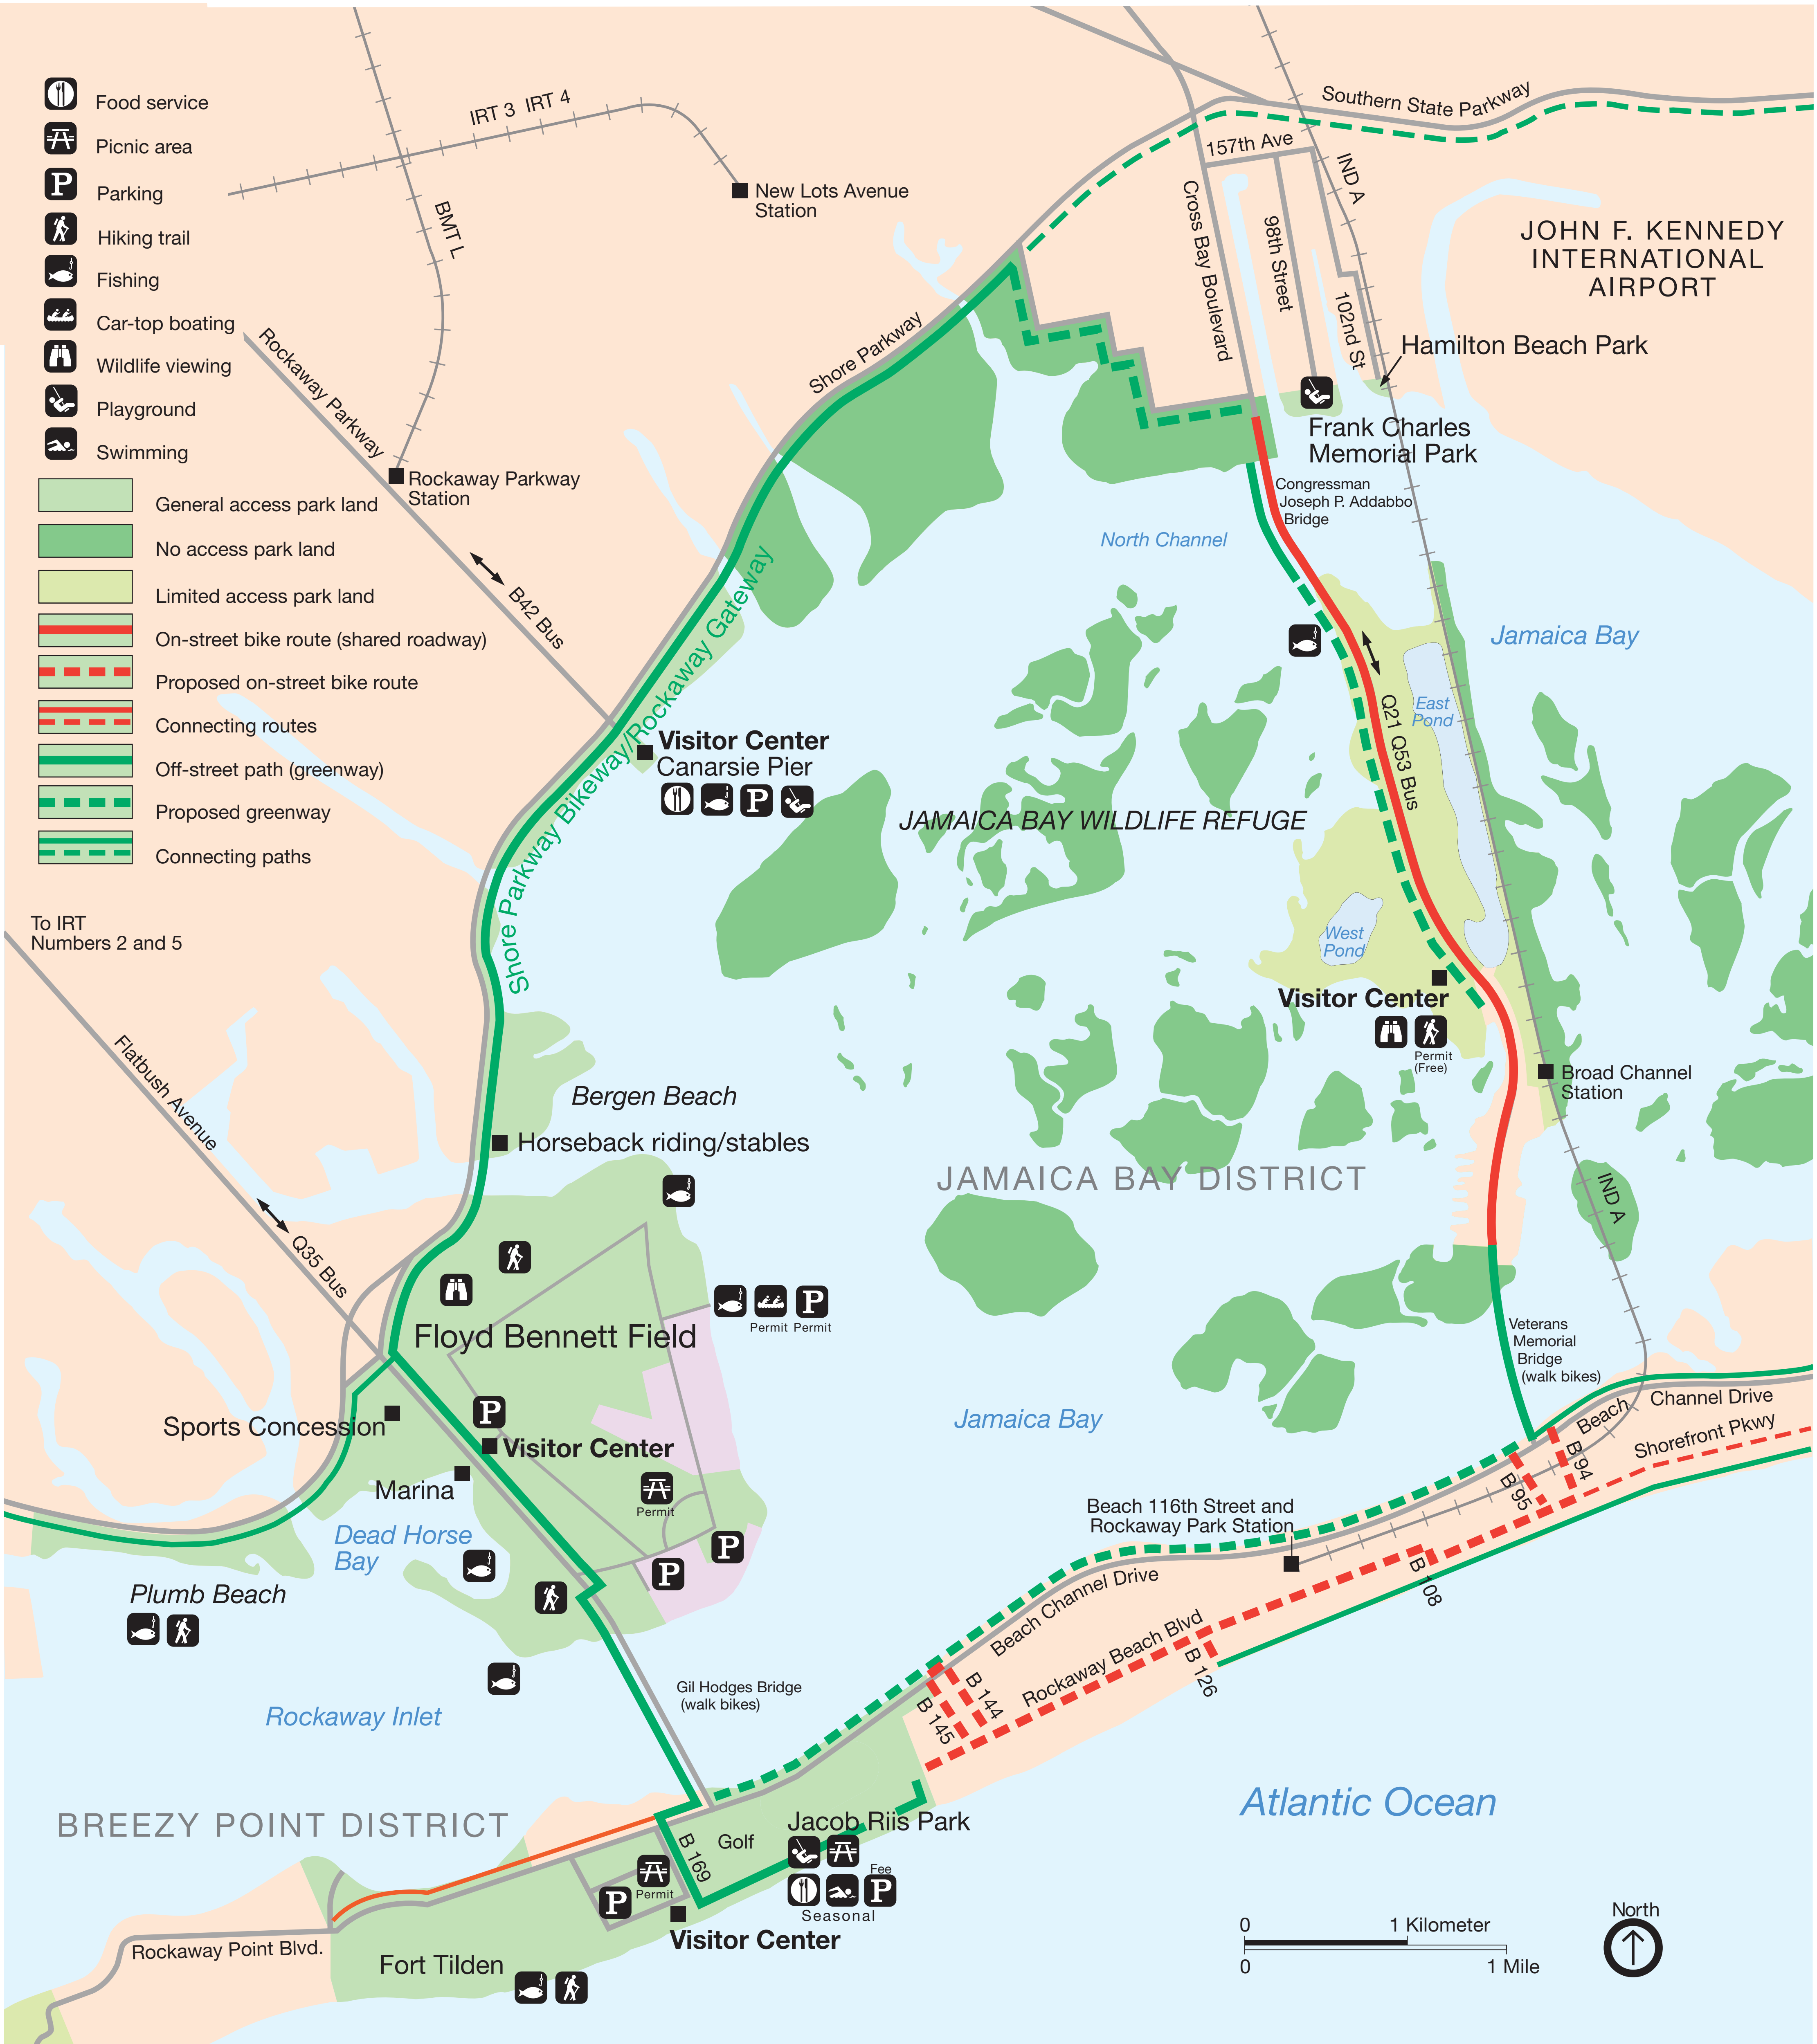 Food service
Picnic area
P
Parking
Hiking trail
Fishing
Car-top boating
Wildlife viewing
Playground
Swimming
General access park land
No access park land
Limited access park land
On-street bike route (shared roadway)
Proposed on-street bike route
Connecting routes
Off-street path (greenway)
Proposed greenway
Connecting paths
IRT 3 IRT 4
BMT L
New Lots Avenue
Station
Rockaway Parkway
Rockaway Parkway
Station
B42 Bus
Shore Parkway
Southern State Parkway
157th Ave
IND A
Cross Bay Boulevard
98th Street
102nd St
JOHN F. KENNEDY
INTERNATIONAL
AIRPORT
Hamilton Beach Park
Frank Charles
Memorial Park
Congressman
Joseph P. Addabbo
Bridge
North Channel
Jamaica Bay
East
Pond
Q21 Q53 Bus
Shore Parkway Bikeway/Rockaway Gateway
Visitor Center
Canarsie Pier
P
JAMAICA BAY WILDLIFE REFUGE
West
Pond
Visitor Center
Permit
(Free)
Broad Channel
Station
To IRT
Numbers 2 and 5
Flatbush Avenue
Q35 Bus
Bergen Beach
Horseback riding/stables
JAMAICA BAY DISTRICT
IND A
Floyd Bennett Field
P
Permit Permit
Sports Concession
P
Visitor Center
Marina
Permit
P
P
Dead Horse
Bay
Plumb Beach
Jamaica Bay
Veterans
Memorial
Bridge
(walk bikes)
Beach
Channel Drive
Shorefront Pkwy
B 94
B 95
Beach 116th Street and
Rockaway Park Station
B 108
Beach Channel Drive
Rockaway Beach Blvd
B 126
B 144
B 145
Gil Hodges Bridge
(walk bikes)
Rockaway Inlet
BREEZY POINT DISTRICT
Jacob Riis Park
Golf
B 169
Fee
P
Seasonal
Permit
P
Visitor Center
Rockaway Point Blvd.
Fort Tilden
Atlantic Ocean
0 1 Kilometer
0 1 Mile
North